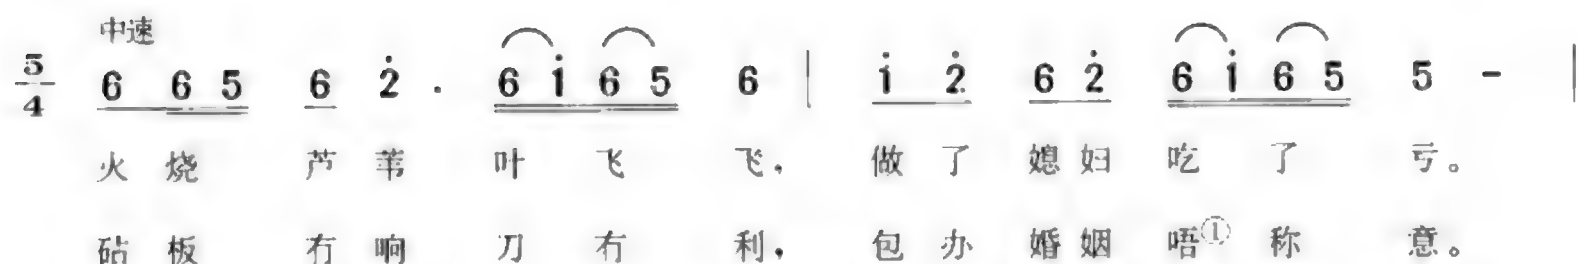 中速
5/4 6 6 5 6 2̇ . 6 1̇ 6 5 6 | 1̇ 2̇ 6 2̇ 6 1̇ 6 5 5 - |
火烧 芦苇 叶飞飞，做了媳妇吃了亏。
砧板 冇响 刀冇利，包办婚姻唔①称意。